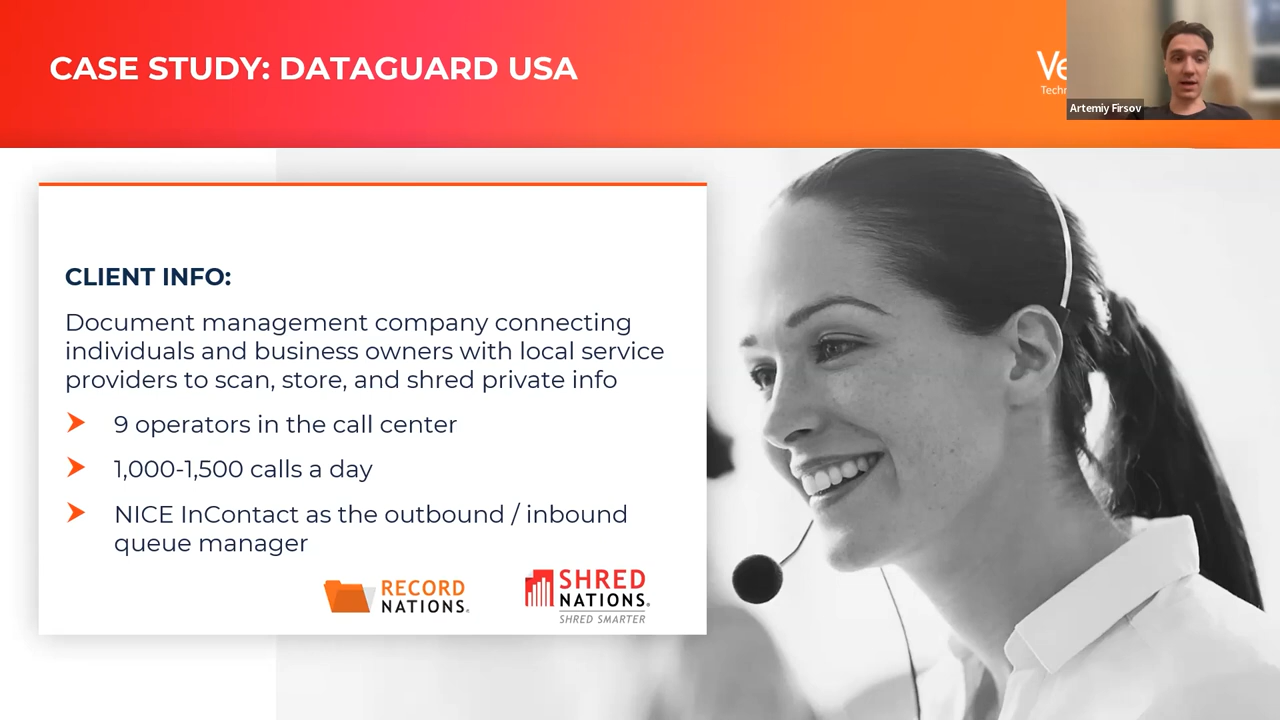 CASE STUDY: DATAGUARD USA
Artemiy Firsov
CLIENT INFO:
Document management company connecting
individuals and business owners with local service
providers to scan, store, and shred private info
9 operators in the call center
1,000-1,500 calls a day
NICE InContact as the outbound / inbound
queue manager
RECORD
NATIONS®
SHRED
NATIONS®
SHRED SMARTER